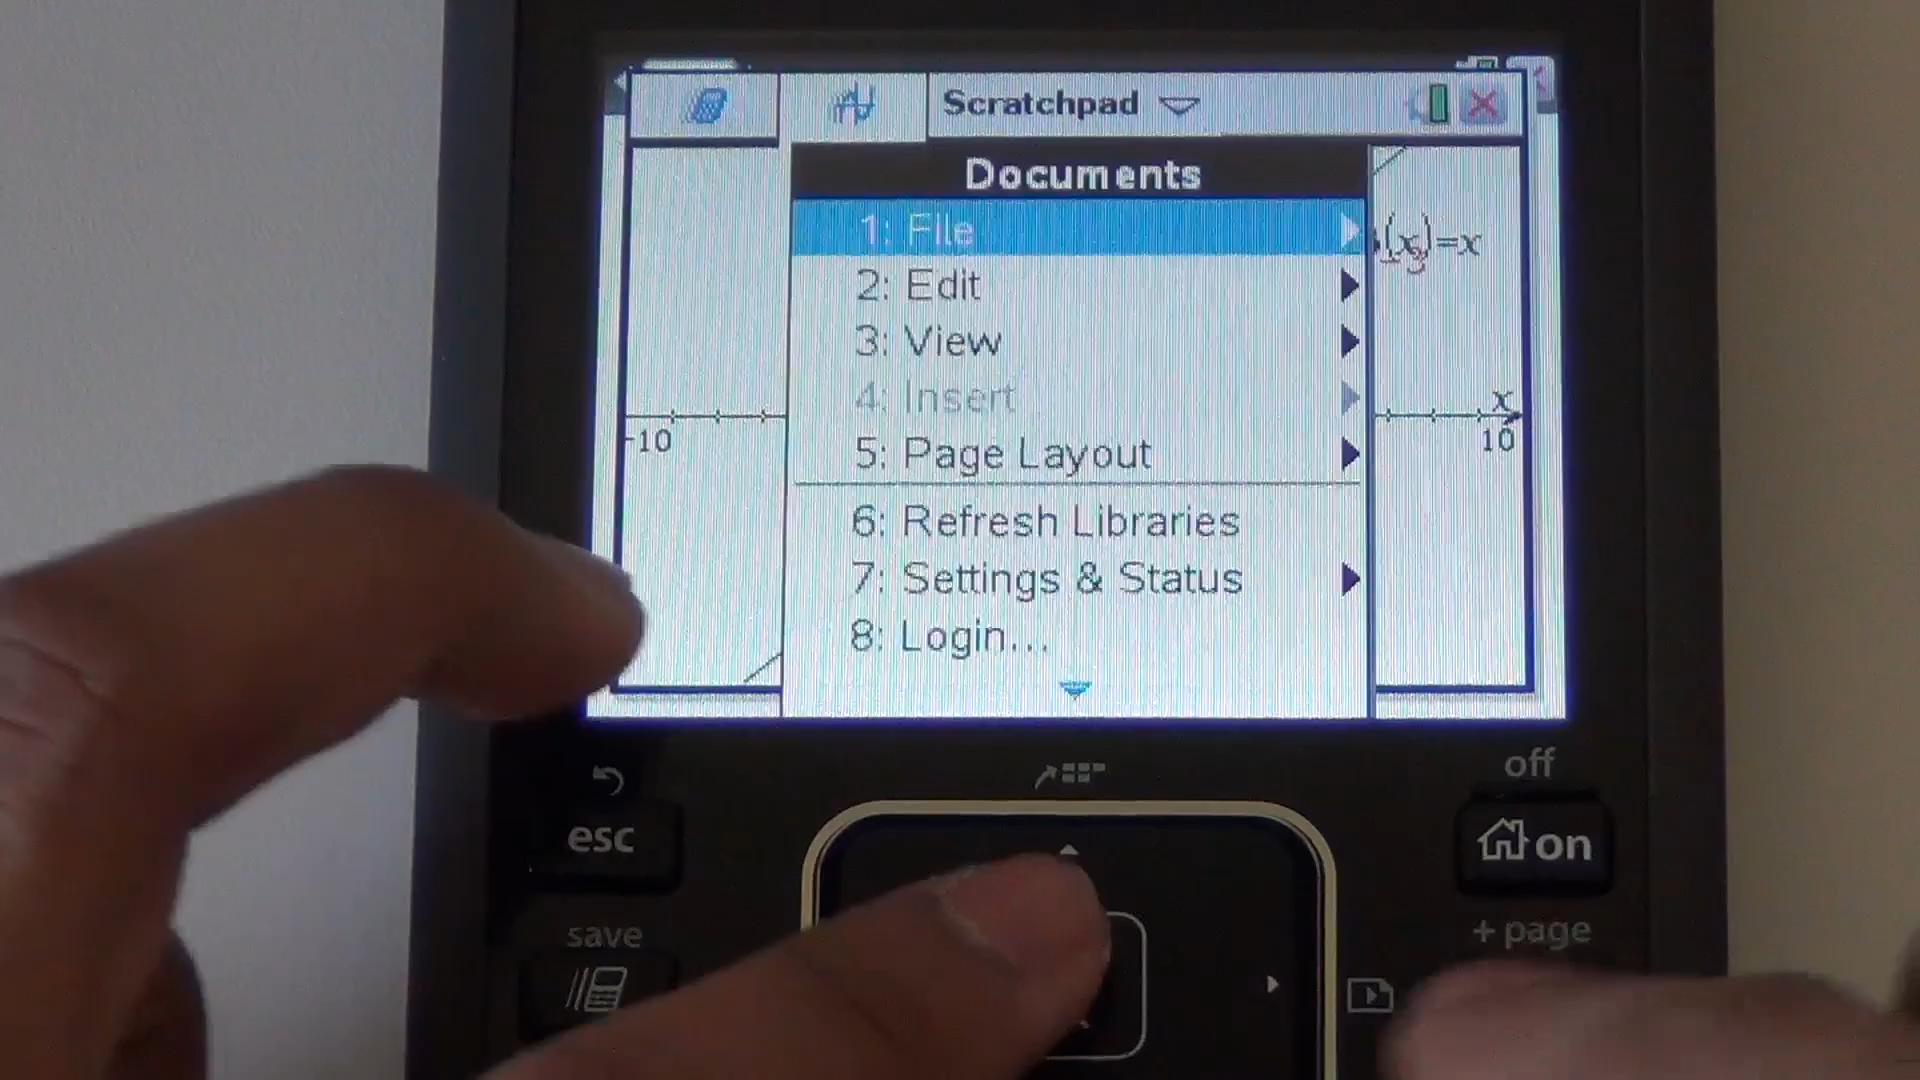 Scratchpad
Documents
1: File
2: Edit
3: View
4: Insert
5: Page Layout
6: Refresh Libraries
7: Settings & Status
8: Login...
(x)=x
x
-10
10
off
esc
on
save
+ page